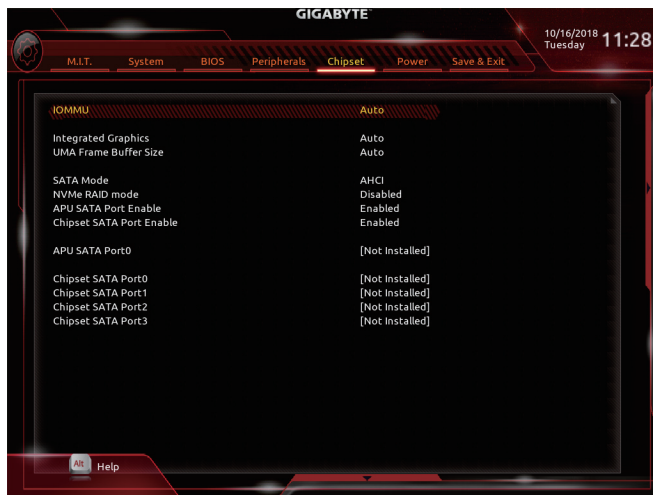 GIGABYTE
10/16/2018 11:28
Tuesday
M.I.T. System BIOS Peripherals Chipset Power Save & Exit
IOMMU Auto
Integrated Graphics Auto
UMA Frame Buffer Size Auto
SATA Mode AHCI
NVMe RAID mode Disabled
APU SATA Port Enable Enabled
Chipset SATA Port Enable Enabled
APU SATA Port0 [Not Installed]
Chipset SATA Port0 [Not Installed]
Chipset SATA Port1 [Not Installed]
Chipset SATA Port2 [Not Installed]
Chipset SATA Port3 [Not Installed]
Alt Help